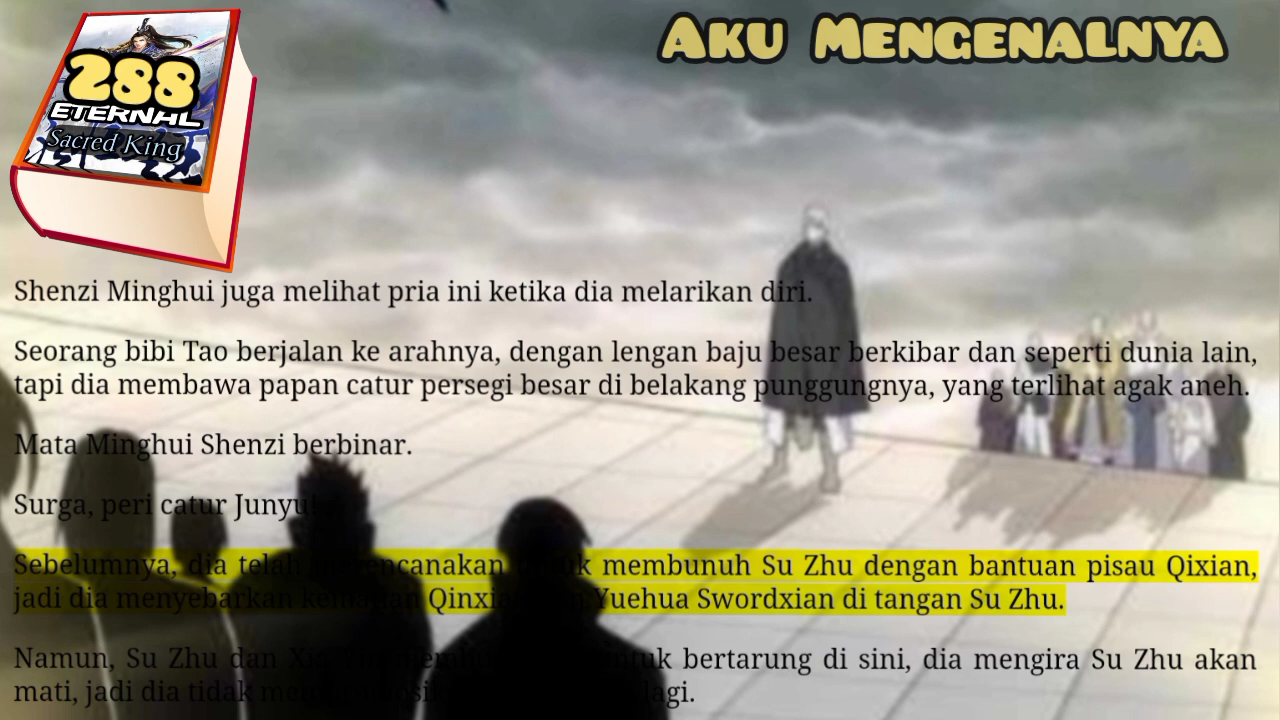 Aku Mengenalnya
288
ETERNAL
Sacred King
Shenzi Minghui juga melihat pria ini ketika dia melarikan diri.
Seorang bibi Tao berjalan ke arahnya, dengan lengan baju besar berkibar dan seperti dunia lain,
tapi dia membawa papan catur persegi besar di belakang punggungnya, yang terlihat agak aneh.
Mata Minghui Shenzi berbinar.
Surga, peri catur
Sebelumnya, dia telah merencanakan untuk membunuh Su Zhu dengan bantuan pisau Qixian,
jadi dia menyebarkan Yuehua Swordxian di tangan Su Zhu.
Namun, Su Zhu dan bertarung di sini, dia mengira Su Zhu akan
mati, jadi dia tidak lagi.